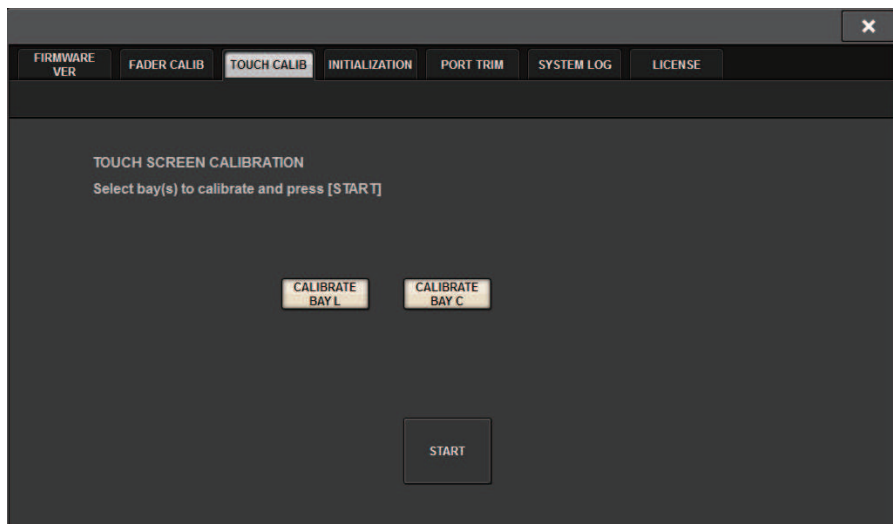 FIRMWARE
VER
FADER CALIB
TOUCH CALIB
INITIALIZATION
PORT TRIM
SYSTEM LOG
LICENSE
TOUCH SCREEN CALIBRATION
Select bay(s) to calibrate and press [START]
CALIBRATE
BAY L
CALIBRATE
BAY C
START